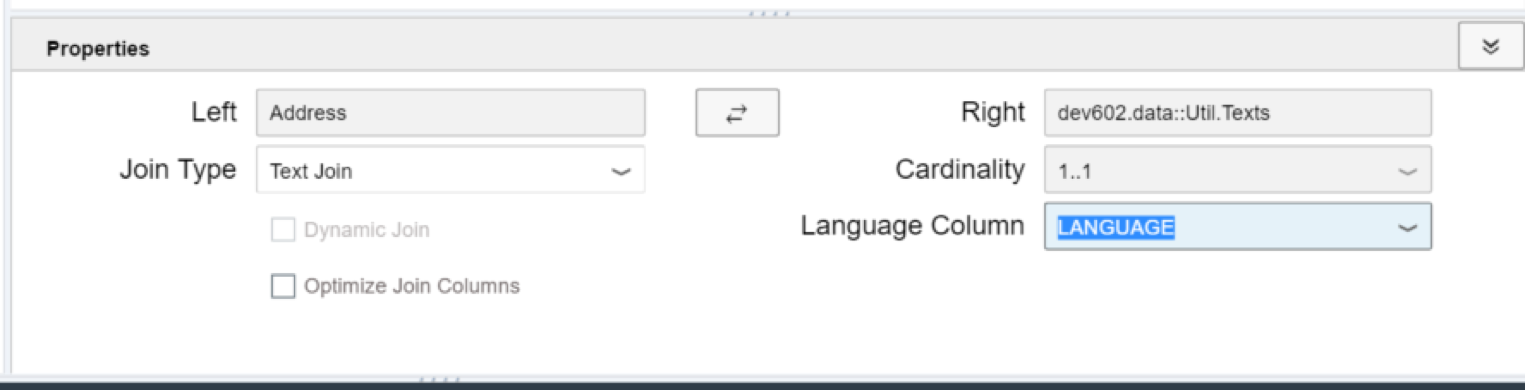 Properties
Left Address Right dev602.data::Util.Texts
Join Type Text Join Cardinality 1..1
Dynamic Join Language Column LANGUAGE
Optimize Join Columns